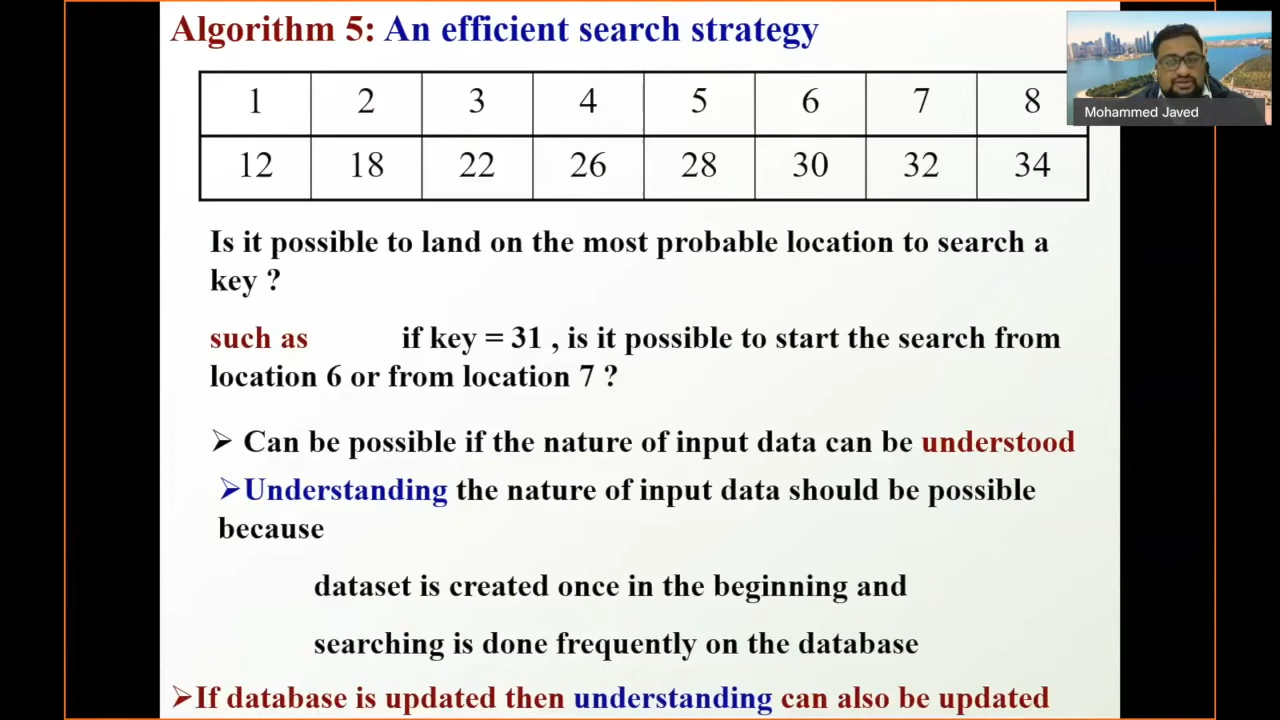 Algorithm 5: An efficient search strategy
1 2 3 4 5 6 7 8
12 18 22 26 28 30 32 34
Mohammed Javed
Is it possible to land on the most probable location to search a
key ?
such as if key = 31 , is it possible to start the search from
location 6 or from location 7 ?
➢ Can be possible if the nature of input data can be understood
➢Understanding the nature of input data should be possible
because
dataset is created once in the beginning and
searching is done frequently on the database
➢If database is updated then understanding can also be updated